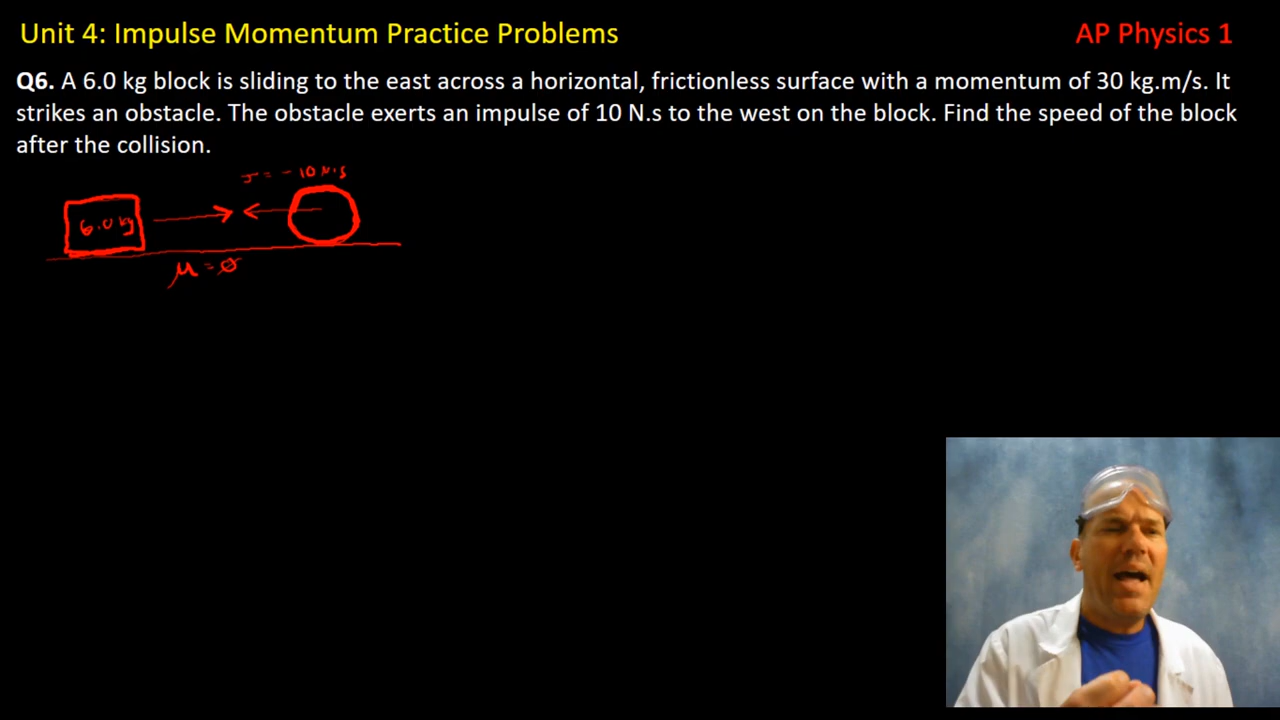 Unit 4: Impulse Momentum Practice Problems
AP Physics 1
Q6. A 6.0 kg block is sliding to the east across a horizontal, frictionless surface with a momentum of 30 kg.m/s. It
strikes an obstacle. The obstacle exerts an impulse of 10 N.s to the west on the block. Find the speed of the block
after the collision.
J = -10 N·s
6.0 kg
μ = ∅